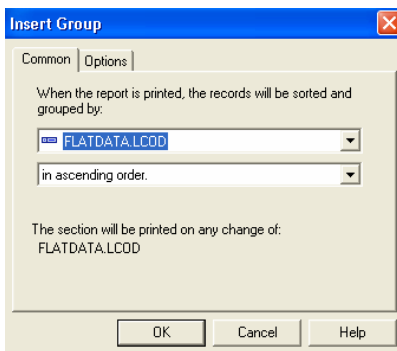 Insert Group
Common Options
When the report is printed, the records will be sorted and
grouped by:
FLATDATA.LCOD
in ascending order.
The section will be printed on any change of:
FLATDATA.LCOD
OK Cancel Help